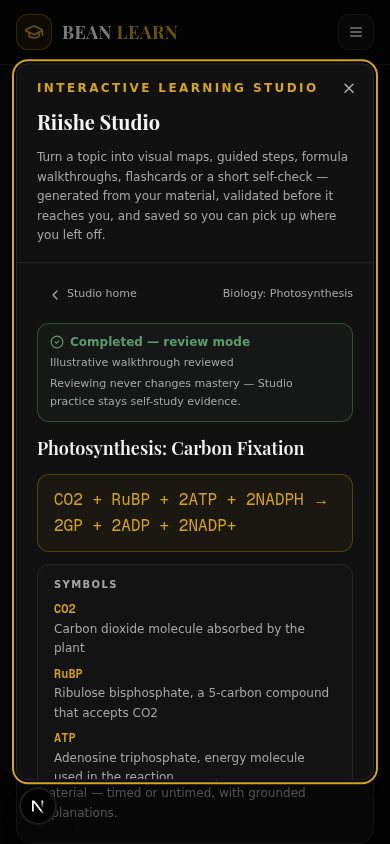 BEAN LEARN
INTERACTIVE LEARNING STUDIO
Riishe Studio
Turn a topic into visual maps, guided steps, formula
walkthroughs, flashcards or a short self-check —
generated from your material, validated before it
reaches you, and saved so you can pick up where
you left off.
Studio home
Biology: Photosynthesis
Completed — review mode
Illustrative walkthrough reviewed
Reviewing never changes mastery — Studio
practice stays self-study evidence.
Photosynthesis: Carbon Fixation
CO2 + RuBP + 2ATP + 2NADPH →
2GP + 2ADP + 2NADP+
SYMBOLS
CO2
Carbon dioxide molecule absorbed by the
plant
RuBP
Ribulose bisphosphate, a 5-carbon compound
that accepts CO2
ATP
Adenosine triphosphate, energy molecule
used in the reaction
aterial — timed or untimed, with grounded
planations.
N